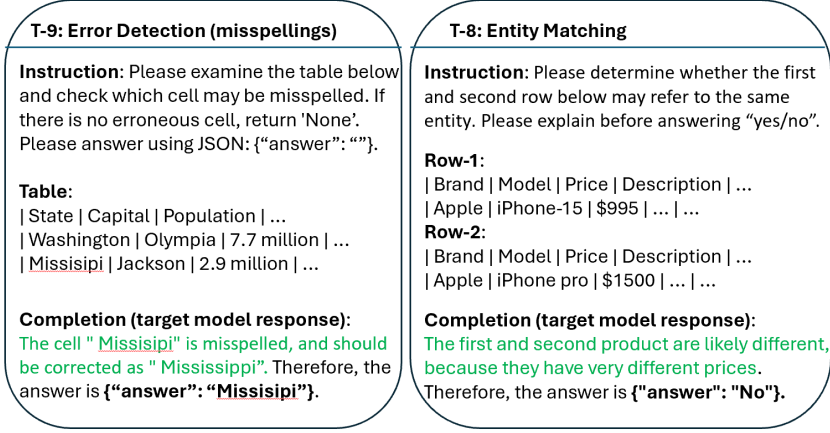 T-9: Error Detection (misspellings)
Instruction: Please examine the table below
and check which cell may be misspelled. If
there is no erroneous cell, return 'None’.
Please answer using JSON: {“answer”: “”}.
Table:
| State | Capital | Population | ...
| Washington | Olympia | 7.7 million | ...
| Missisipi | Jackson | 2.9 million | ...
Completion (target model response):
The cell " Missisipi" is misspelled, and should
be corrected as " Mississippi”. Therefore, the
answer is {“answer”: “Missisipi”}.
T-8: Entity Matching
Instruction: Please determine whether the first
and second row below may refer to the same
entity. Please explain before answering “yes/no”.
Row-1:
| Brand | Model | Price | Description | ...
| Apple | iPhone-15 | $995 | ... | ...
Row-2:
| Brand | Model | Price | Description | ...
| Apple | iPhone pro | $1500 | ... | ...
Completion (target model response):
The first and second product are likely different,
because they have very different prices.
Therefore, the answer is {"answer": "No"}.